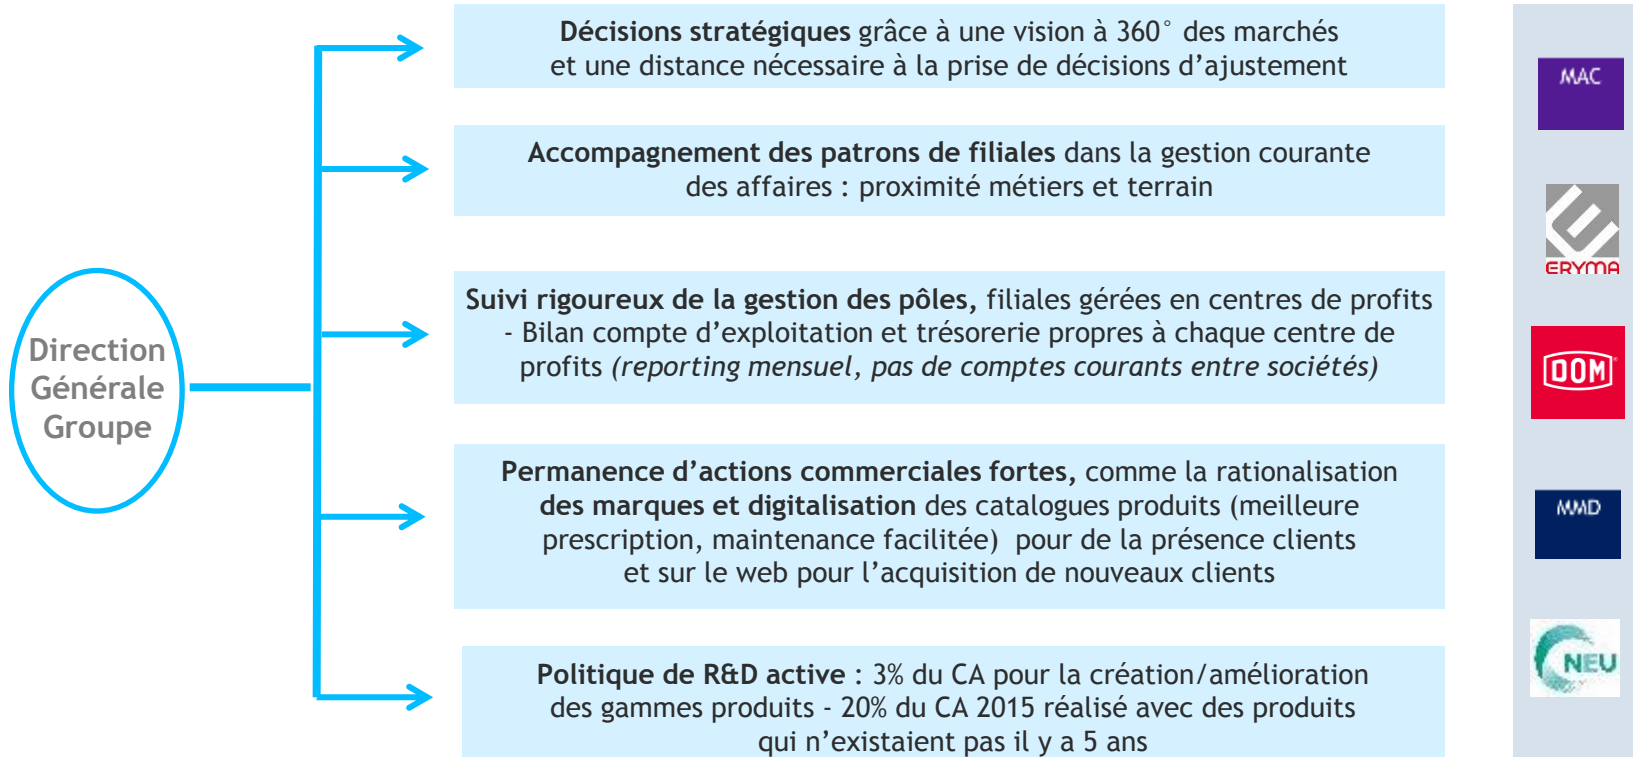 Décisions stratégiques grâce à une vision à 360° des marchés
et une distance nécessaire à la prise de décisions d’ajustement
Accompagnement des patrons de filiales dans la gestion courante
des affaires : proximité métiers et terrain
Suivi rigoureux de la gestion des pôles, filiales gérées en centres de profits
- Bilan compte d’exploitation et trésorerie propres à chaque centre de
profits (reporting mensuel, pas de comptes courants entre sociétés)
Direction
Générale
Groupe
Permanence d’actions commerciales fortes, comme la rationalisation
des marques et digitalisation des catalogues produits (meilleure
prescription, maintenance facilitée) pour de la présence clients
et sur le web pour l’acquisition de nouveaux clients
Politique de R&D active : 3% du CA pour la création/amélioration
des gammes produits - 20% du CA 2015 réalisé avec des produits
qui n’existaient pas il y a 5 ans
MAC
ERYMA
DOM
MMD
NEU